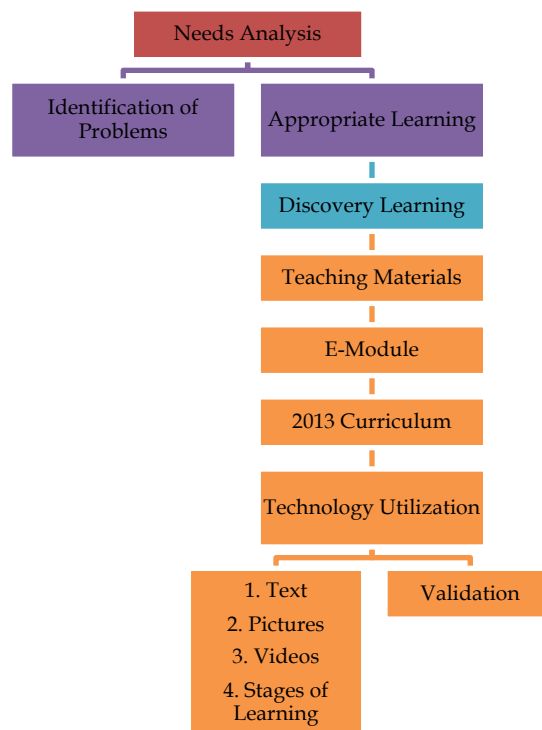 Needs Analysis
Identification of
Problems
Appropriate Learning
Discovery Learning
Teaching Materials
E-Module
2013 Curriculum
Technology Utilization
1. Text
2. Pictures
3. Videos
4. Stages of
Learning
Validation